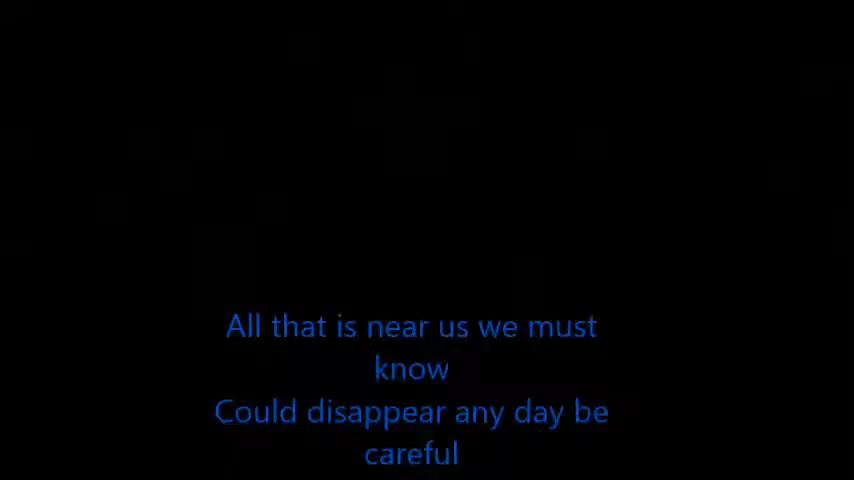 All that is near us we must
know
Could disappear any day be
careful